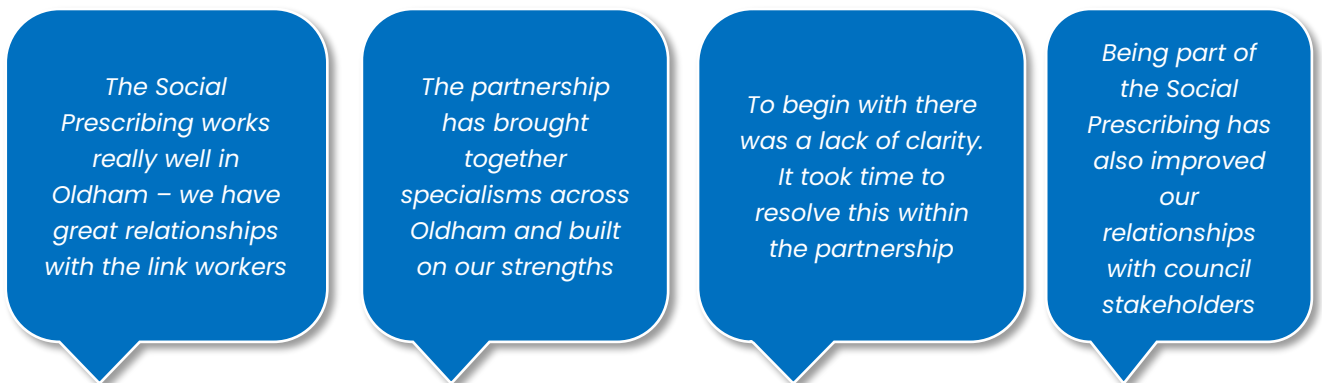 The Social
Prescribing works
really well in
Oldham – we have
great relationships
with the link workers
The partnership
has brought
together
specialisms across
Oldham and built
on our strengths
To begin with there
was a lack of clarity.
It took time to
resolve this within
the partnership
Being part of
the Social
Prescribing has
also improved
our
relationships
with council
stakeholders